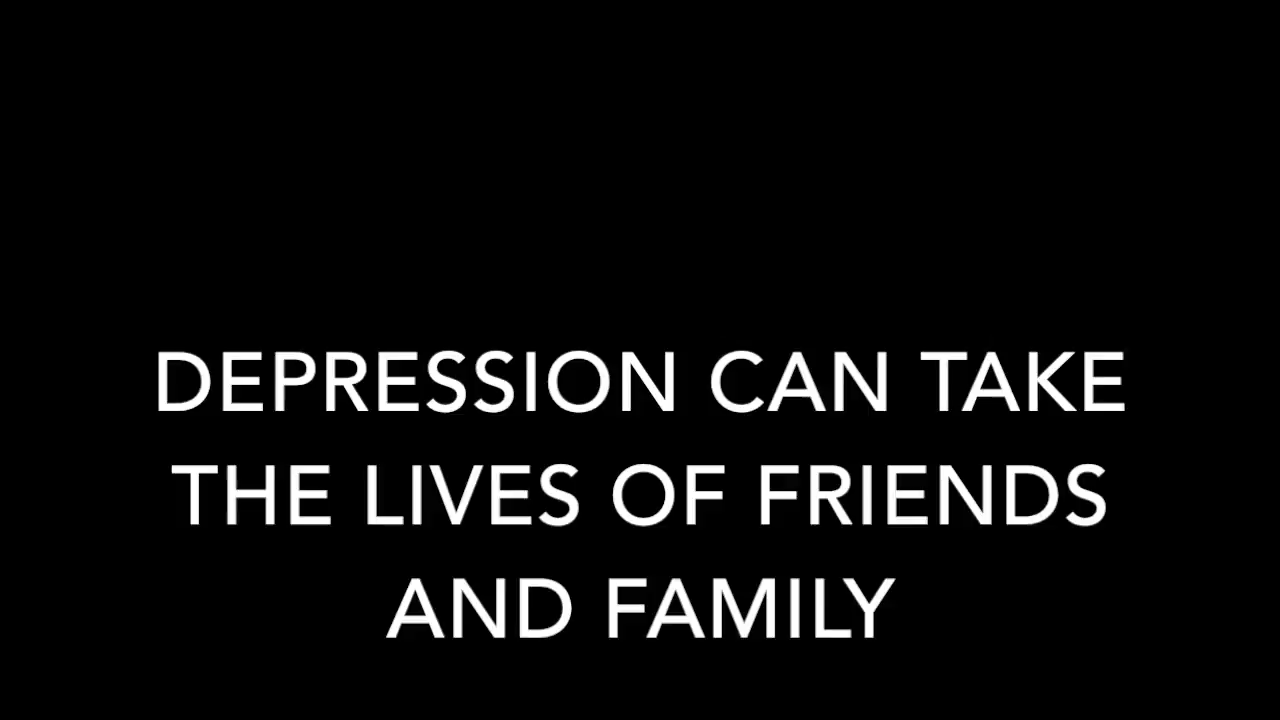 DEPRESSION CAN TAKE
THE LIVES OF FRIENDS
AND FAMILY